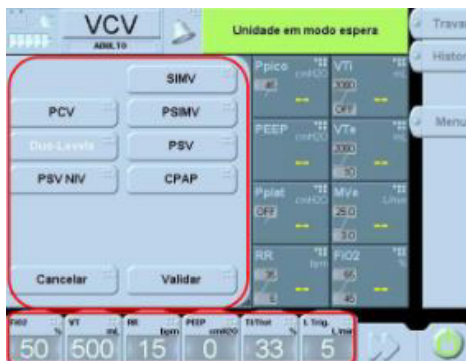 VCV
ADULTO
Unidade em modo espera
Trava
Histor
Menu
SIMV
PCV
PSIMV
Duo-Levels
PSV
PSV NIV
CPAP
Cancelar
Validar
Ppico
cmH2O
--
VTi
mL
2000
OFF
--
PEEP
cmH2O
--
VTe
mL
2000
--
Pplat
cmH2O
OFF
--
MVe
L/min
25.0
3.0
--
RR
bpm
35
5
--
FiO2
%
65
45
--
FiO2
%
50
VT
mL
500
RR
bpm
15
PEEP
cmH2O
0
TI/Ttot
%
33
I. Trig.
L/min
5